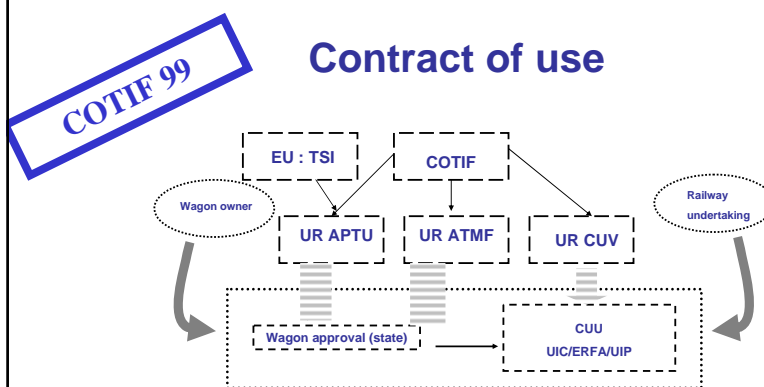 COTIF 99
Contract of use
EU : TSI
COTIF
Wagon owner
Railway
undertaking
UR APTU
UR ATMF
UR CUV
Wagon approval (state)
CUU
UIC/ERFA/UIP